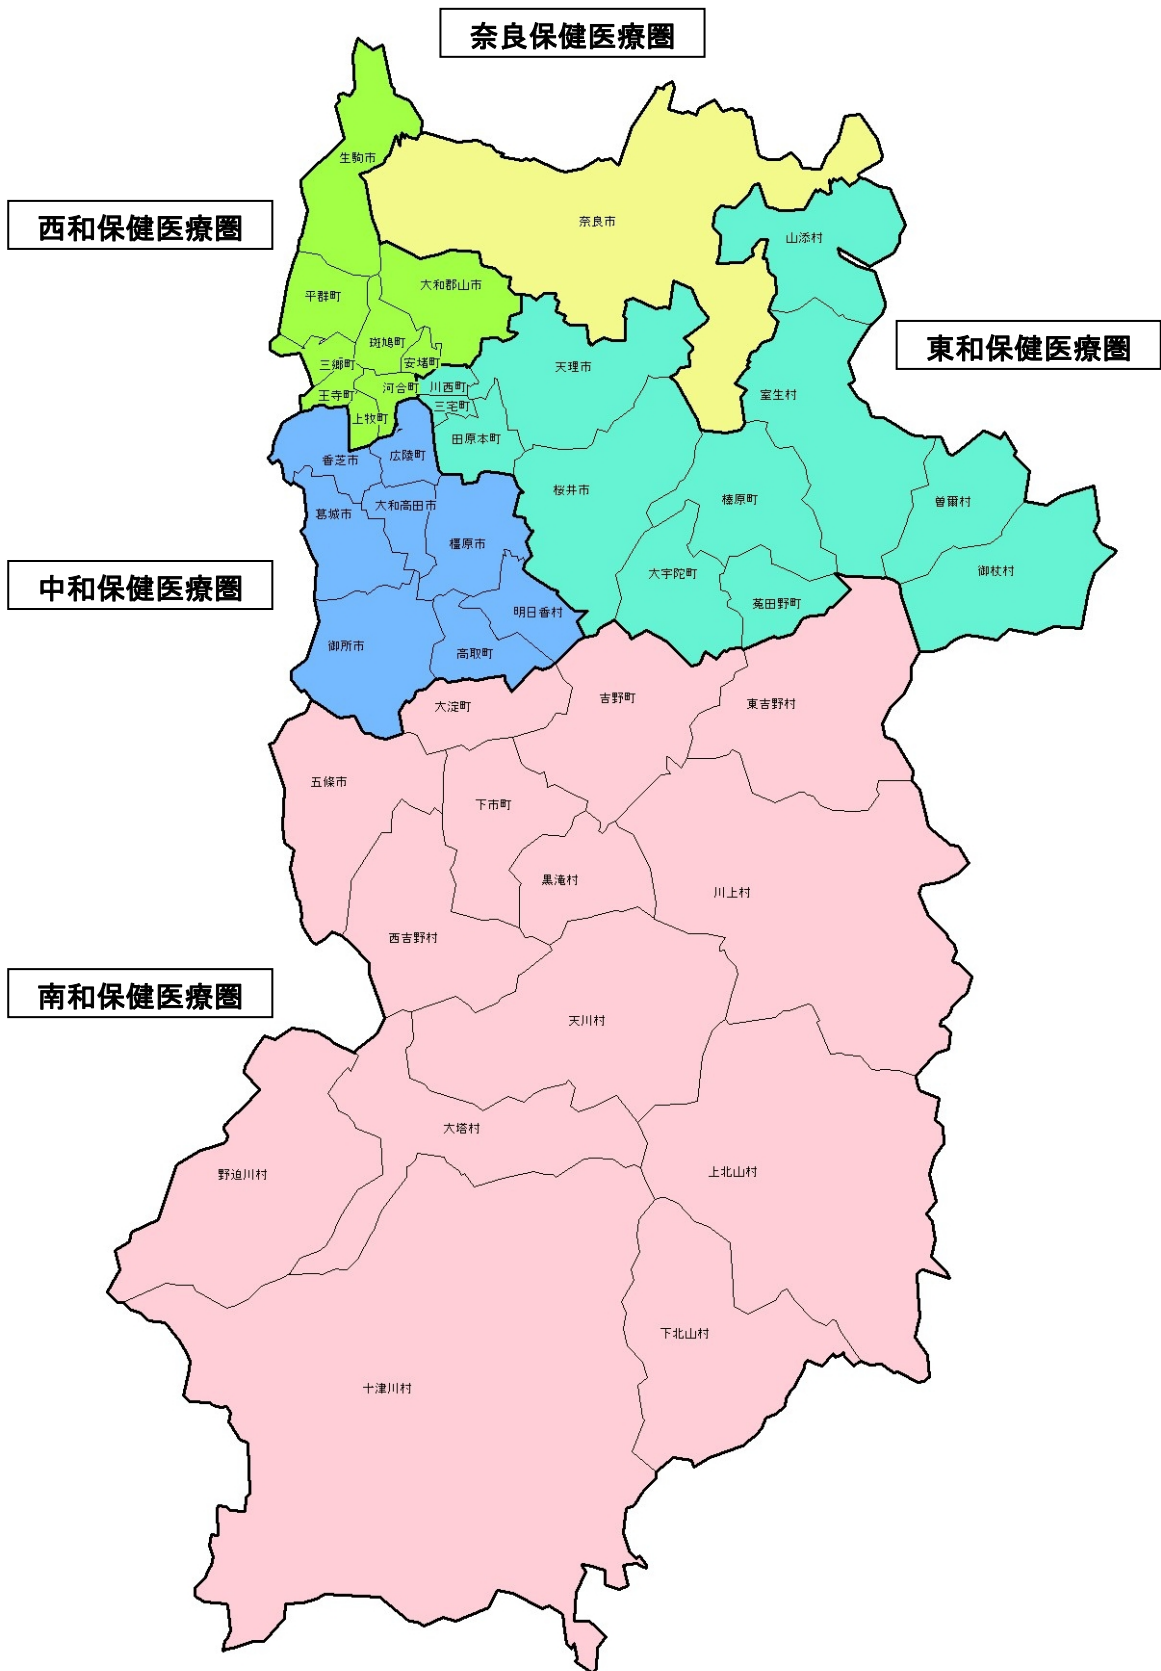 奈良保健医療圏
生駒市
西和保健医療圏
奈良市
山添村
平群町
大和郡山市
斑鳩町
安堵町
三郷町
天理市
東和保健医療圏
王寺町
河合町
川西町
室生村
上牧町
三宅町
田原本町
広陵町
香芝市
桜井市
榛原町
曽爾村
葛城市
大和高田市
橿原市
中和保健医療圏
大宇陀町
御杖村
菟田野町
明日香村
御所市
高取町
大淀町
吉野町
東吉野村
五條市
下市町
黒滝村
川上村
西吉野村
南和保健医療圏
天川村
大塔村
野迫川村
上北山村
下北山村
十津川村